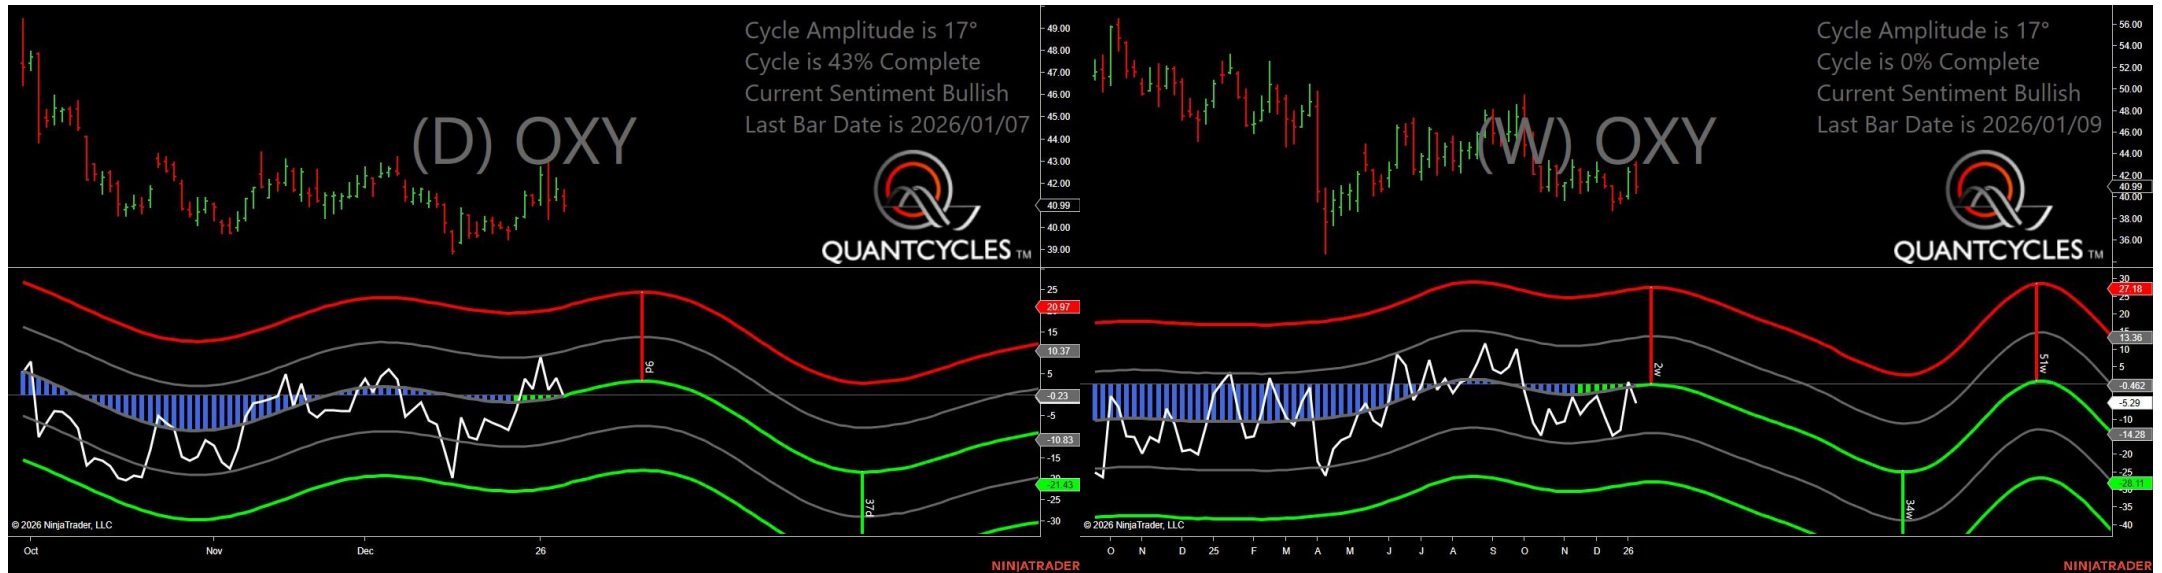 Cycle Amplitude is 17°
Cycle is 43% Complete
Current Sentiment Bullish
Last Bar Date is 2026/01/07
(D) OXY
QUANTCYCLES TM
49.00
48.00
47.00
46.00
45.00
44.00
43.00
42.00
40.99
40.00
39.00
25
20.97
15
10.37
5
-0.23
-5
-10.83
-15
-21.43
-25
-30
9d
37d
© 2026 NinjaTrader, LLC
Oct Nov Dec 26
NINJATRADER
Cycle Amplitude is 17°
Cycle is 0% Complete
Current Sentiment Bullish
Last Bar Date is 2026/01/09
(W) OXY
QUANTCYCLES TM
56.00
54.00
52.00
50.00
48.00
46.00
44.00
42.00
40.99
40.00
38.00
36.00
30
27.18
20
13.36
10
5
-0.462
-5.29
-10
-14.28
-20
-25
-28.11
-35
-40
2w
34w
51w
© 2026 NinjaTrader, LLC
O N D 25 F M A M J J A S O N D 26
NINJATRADER